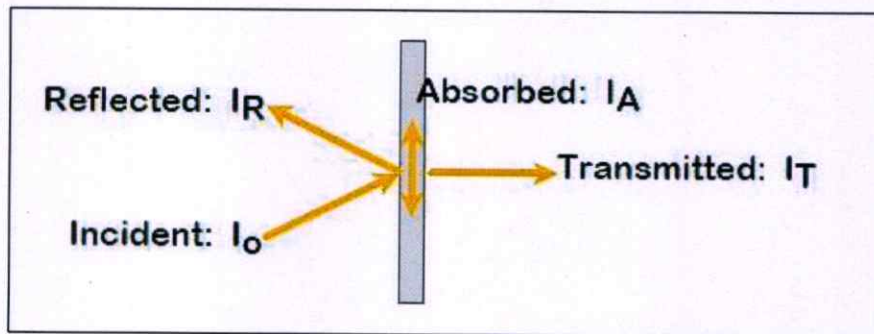 Reflected: IR
Absorbed: IA
Transmitted: IT
Incident: Io